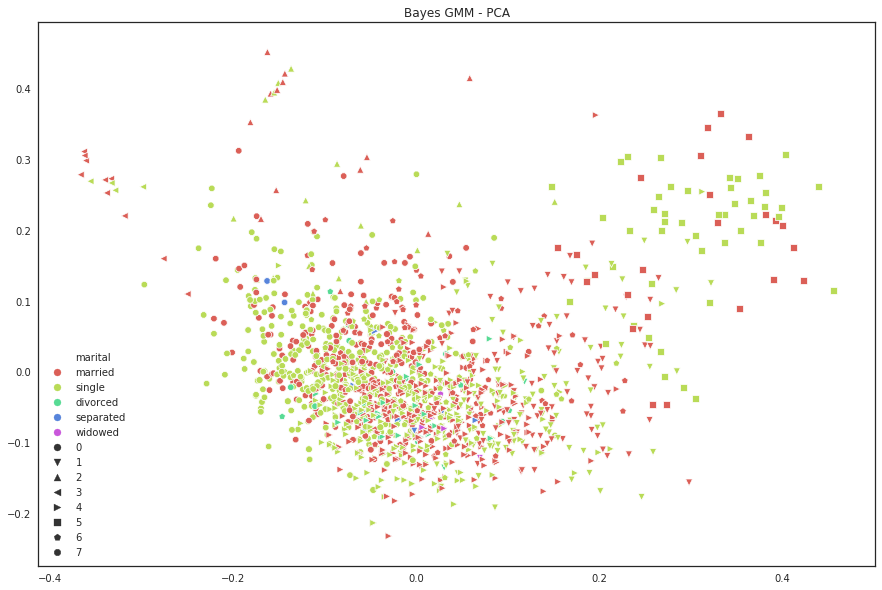 Bayes GMM - PCA
0.4
0.3
0.2
0.1
0.0
−0.1
−0.2
marital
married
single
divorced
separated
widowed
0
1
2
3
4
5
6
7
−0.4
−0.2
0.0
0.2
0.4